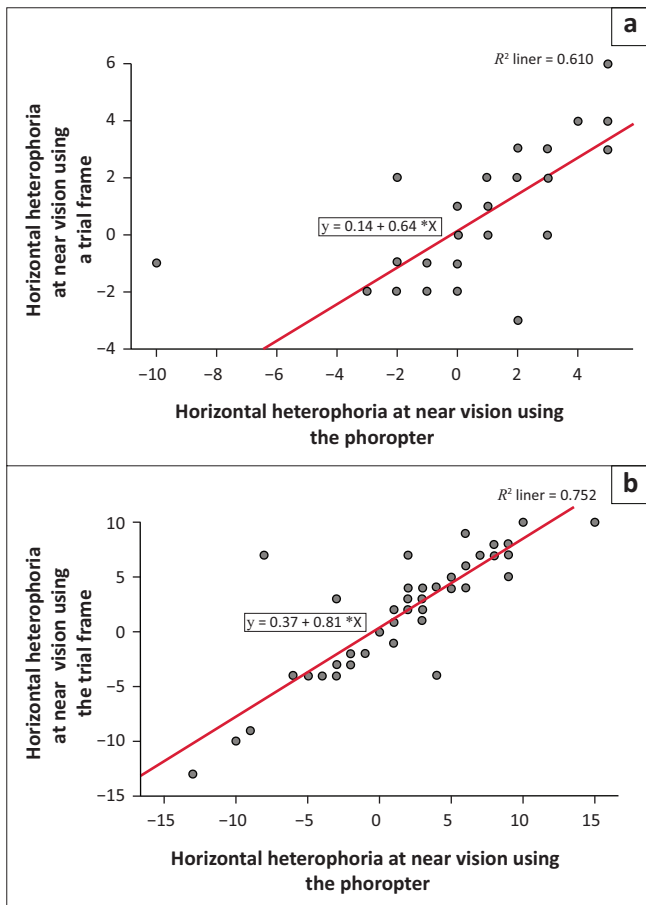 a
R² liner = 0.610
6
4
2
0
−2
−4
Horizontal heterophoria
at near vision using
a trial frame
y = 0.14 + 0.64 *X
−10
−8
−6
−4
−2
0
2
4
Horizontal heterophoria at near vision using
the phoropter
b
R² liner = 0.752
10
5
0
−5
−10
−15
Horizontal heterophoria
at near vision using
the trial frame
y = 0.37 + 0.81 *X
−15
−10
−5
0
5
10
15
Horizontal heterophoria at near vision using
the phoropter